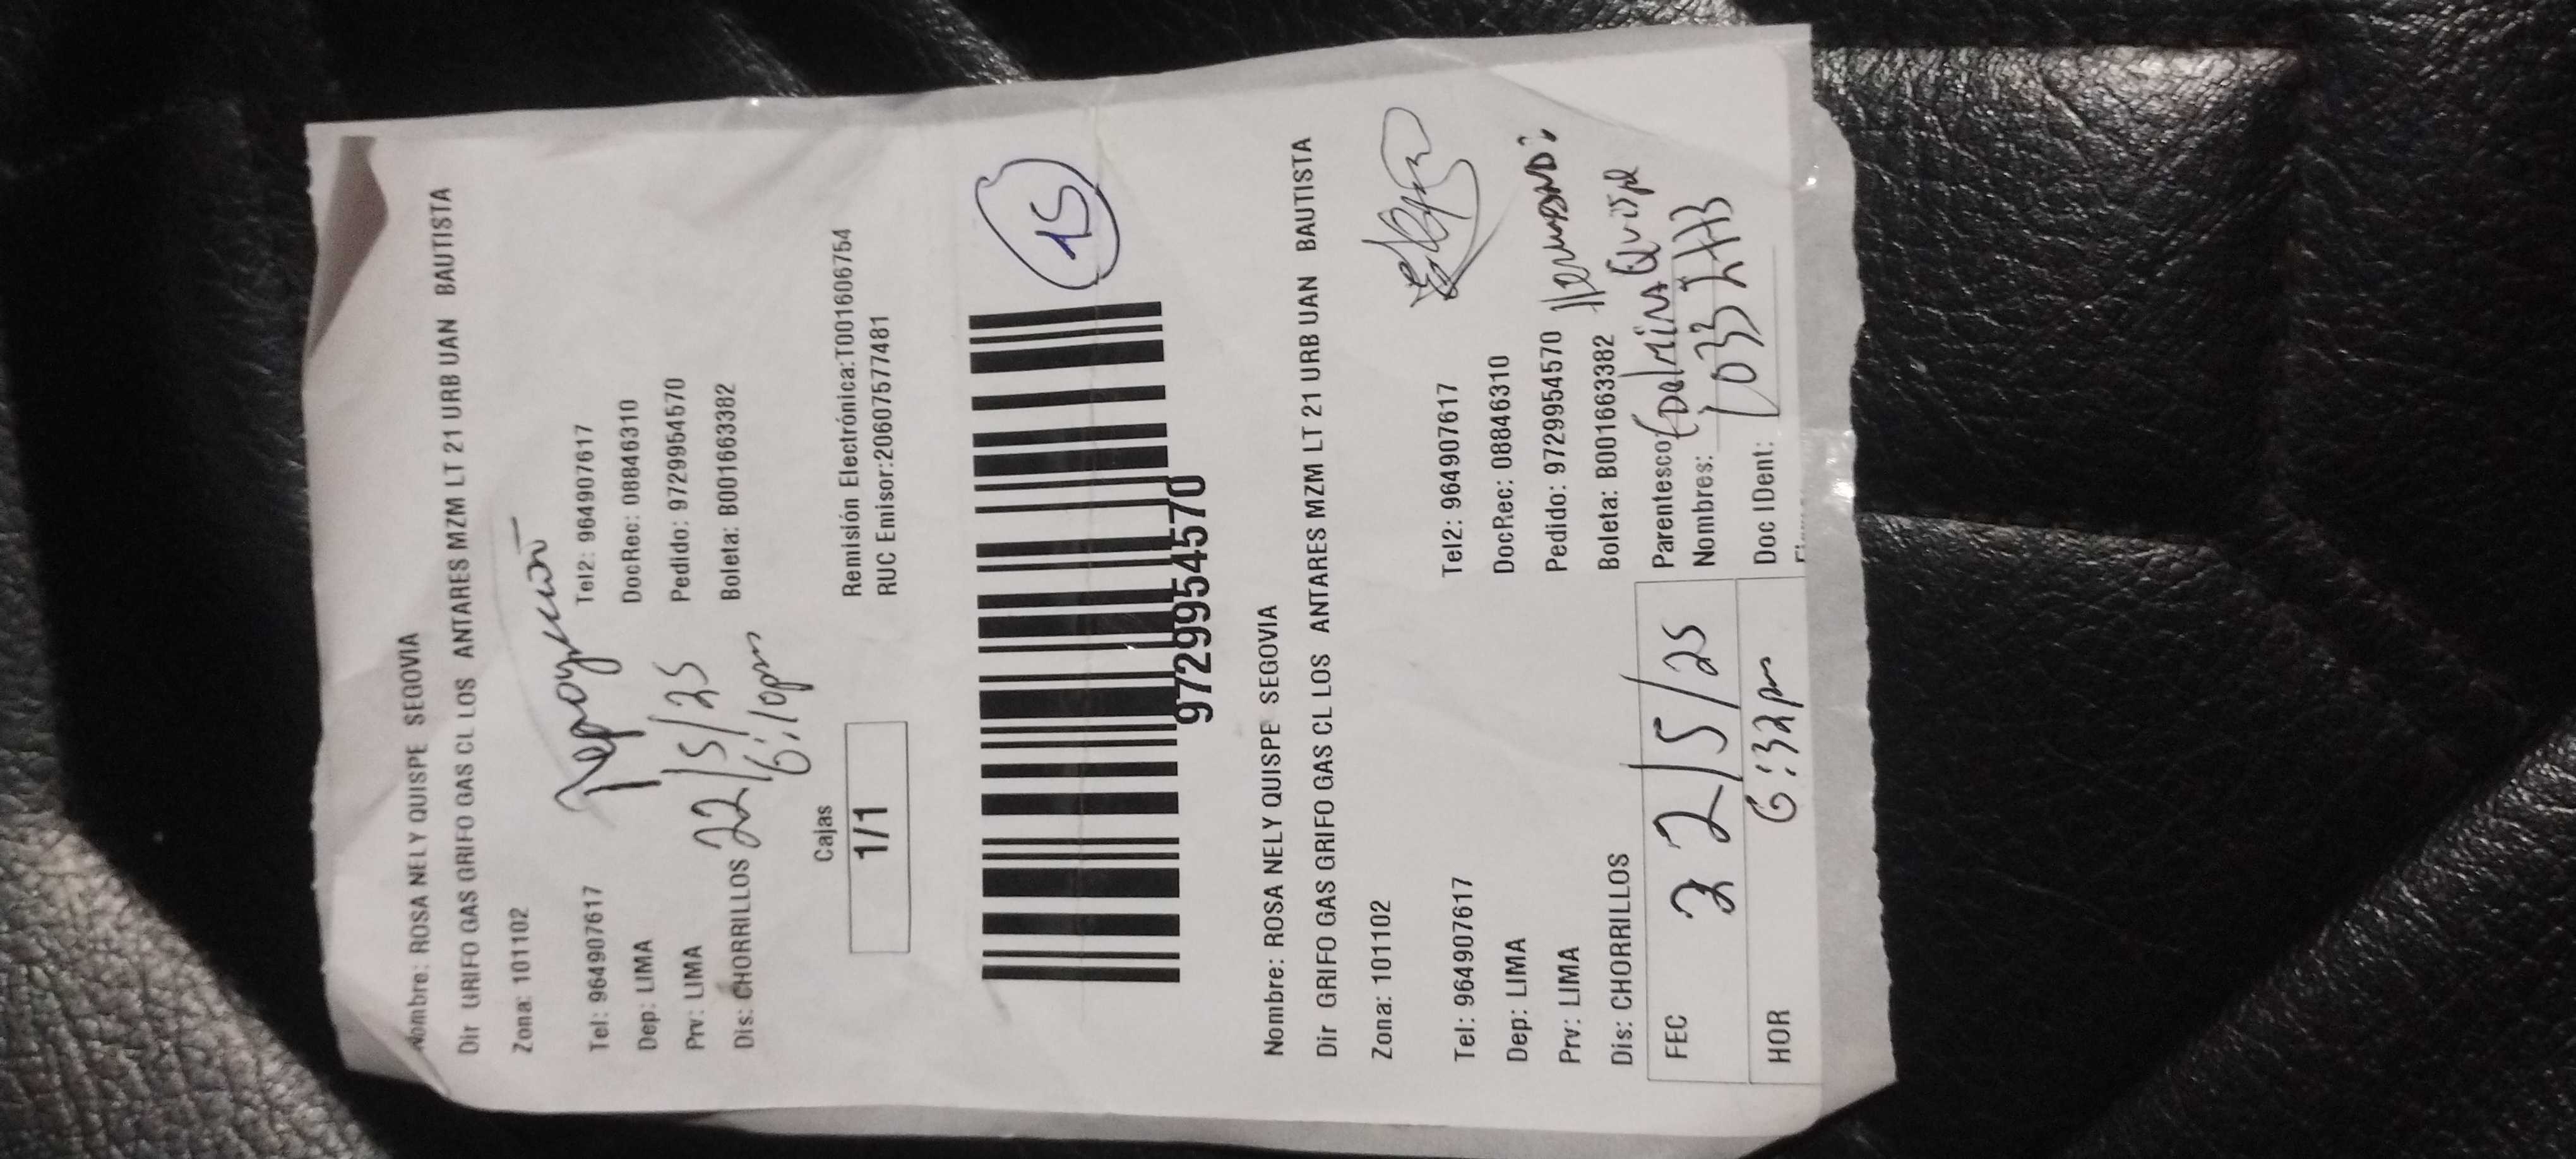 Nombre: ROSA NELY QUISPE SEGOVIA
Dir GRIFO GAS GRIFO GAS CL LOS ANTARES MZM LT 21 URB UAN BAUTISTA
Zona: 101102
Tel: 964907617 Tel2: 964907617
Dep: LIMA DocRec: 08846310
Prv: LIMA 22/5/25 Pedido: 9729954570
Dis: CHORRILLOS 6:10pm Boleta: B001663382
Cajas
1/1
Remisión Electrónica:T001606754
RUC Emisor:20607577481
15
9729954570
Nombre: ROSA NELY QUISPE SEGOVIA
Dir GRIFO GAS GRIFO GAS CL LOS ANTARES MZM LT 21 URB UAN BAUTISTA
Zona: 101102
Tel: 964907617 Tel2: 964907617
Dep: LIMA DocRec: 08846310
Prv: LIMA Pedido: 9729954570
Dis: CHORRILLOS Boleta: B001663382
FEC 22/5/25 Parentesco: Quispe
Nombres:
HOR 6:32pm Doc IDent: